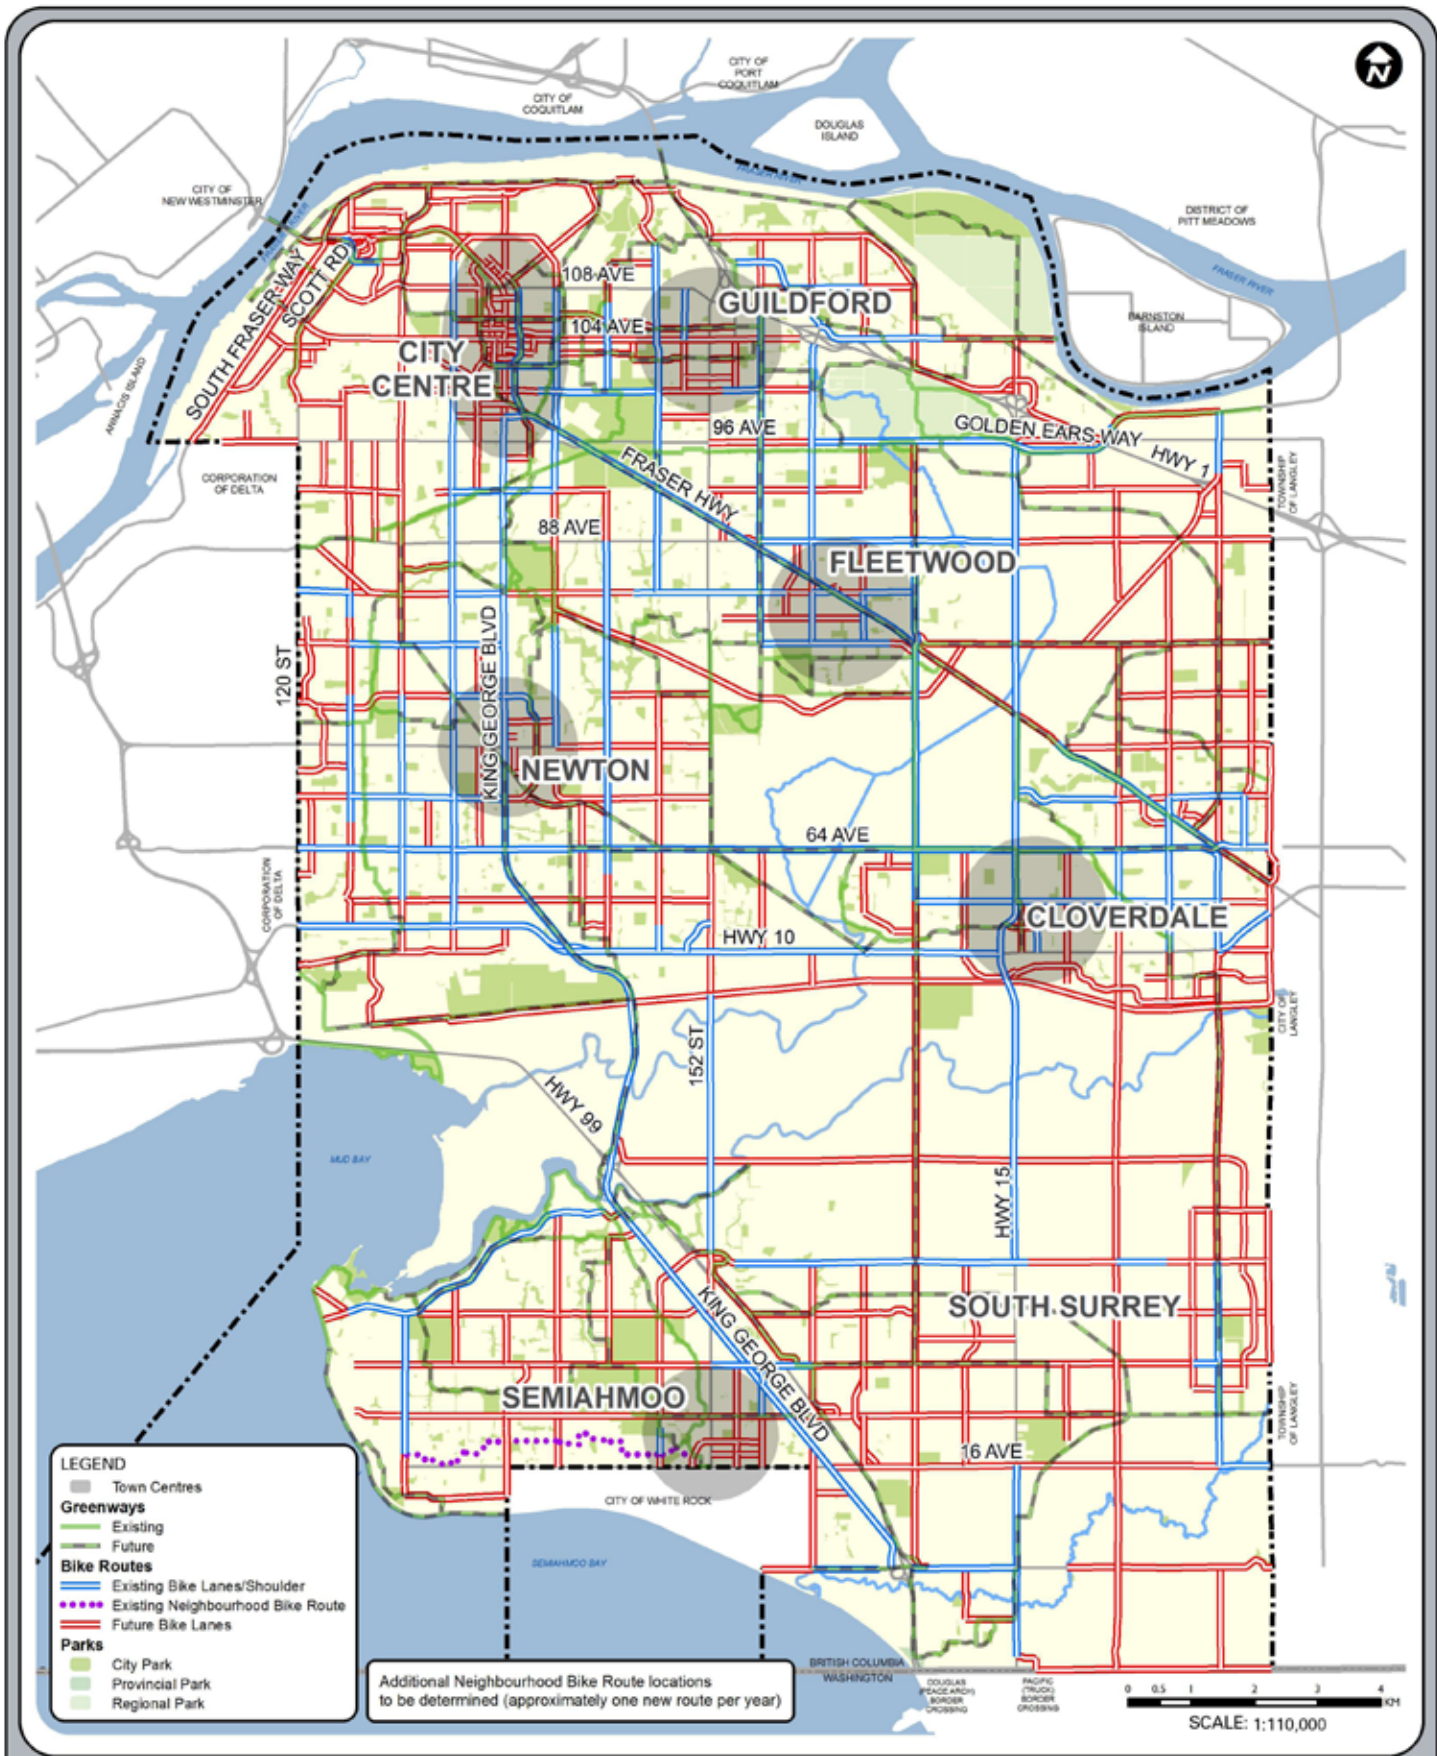 N
CITY OF
PORT
COQUITLAM
CITY OF
COQUITLAM
DOUGLAS
ISLAND
FRASER RIVER
CITY OF
NEW WESTMINSTER
DISTRICT OF
PITT MEADOWS
FRASER RIVER
SOUTH FRASER WAY
SCOTT RD
108 AVE
GUILDFORD
BARNSTON
ISLAND
104 AVE
CITY
CENTRE
ANNACIS ISLAND
96 AVE
GOLDEN EARS WAY
HWY 1
CORPORATION
OF DELTA
FRASER HWY
TOWNSHIP
OF LANGLEY
88 AVE
FLEETWOOD
120 ST
KING GEORGE BLVD
NEWTON
64 AVE
CORPORATION
OF DELTA
CLOVERDALE
HWY 10
152 ST
CITY OF
LANGLEY
HWY 99
MUD BAY
HWY 15
SOUTH SURREY
KING GEORGE BLVD
SEMIAHMOO
TOWNSHIP
OF LANGLEY
16 AVE
CITY OF WHITE ROCK
SEMIAHMOO BAY
LEGEND
Town Centres
Greenways
Existing
Future
Bike Routes
Existing Bike Lanes/Shoulder
Existing Neighbourhood Bike Route
Future Bike Lanes
Parks
City Park
Provincial Park
Regional Park
Additional Neighbourhood Bike Route locations
to be determined (approximately one new route per year)
BRITISH COLUMBIA
WASHINGTON
DOUGLAS
(PEACE ARCH)
BORDER
CROSSING
PACIFIC
(TRUCK)
BORDER
CROSSING
0 0.5 1 2 3 4
KM
SCALE: 1:110,000